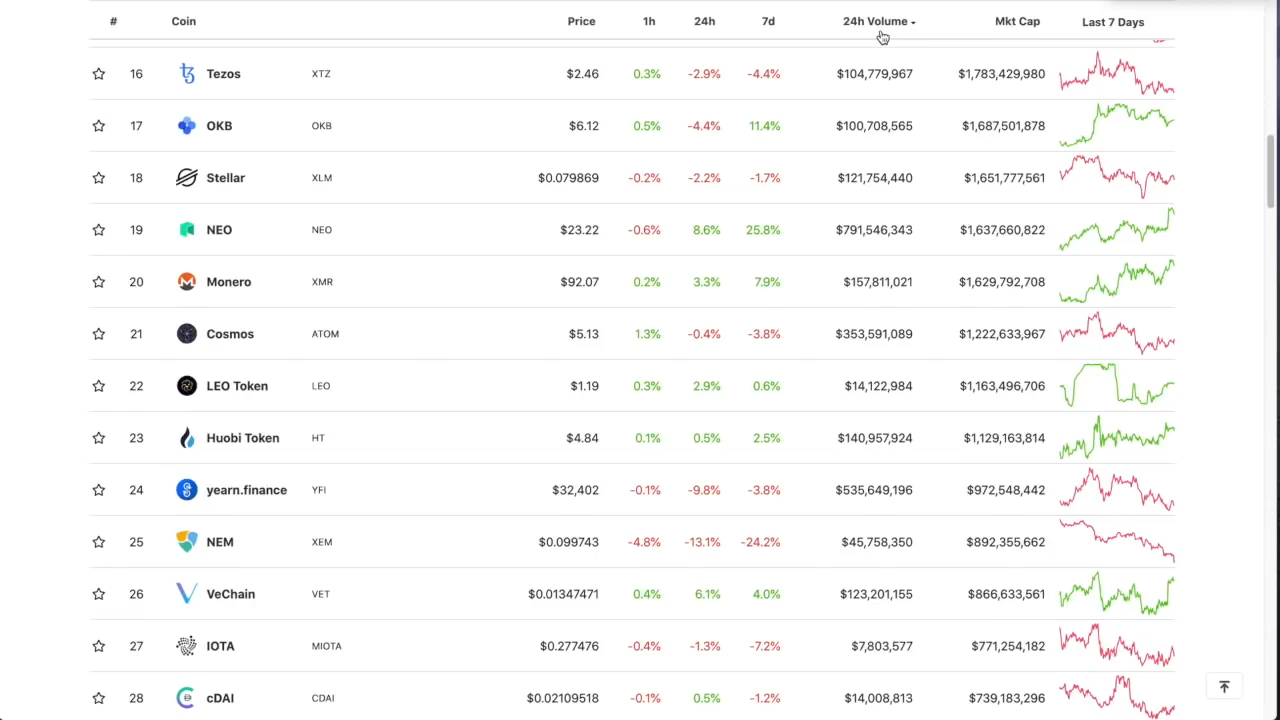 # Coin Price 1h 24h 7d 24h Volume Mkt Cap Last 7 Days
16 Tezos XTZ $2.46 0.3% -2.9% -4.4% $104,779,967 $1,783,429,980
17 OKB OKB $6.12 0.5% -4.4% 11.4% $100,708,565 $1,687,501,878
18 Stellar XLM $0.079869 -0.2% -2.2% -1.7% $121,754,440 $1,651,777,561
19 NEO NEO $23.22 -0.6% 8.6% 25.8% $791,546,343 $1,637,660,822
20 Monero XMR $92.07 0.2% 3.3% 7.9% $157,811,021 $1,629,792,708
21 Cosmos ATOM $5.13 1.3% -0.4% -3.8% $353,591,089 $1,222,633,967
22 LEO Token LEO $1.19 0.3% 2.9% 0.6% $14,122,984 $1,163,496,706
23 Huobi Token HT $4.84 0.1% 0.5% 2.5% $140,957,924 $1,129,163,814
24 yearn.finance YFI $32,402 -0.1% -9.8% -3.8% $535,649,196 $972,548,442
25 NEM XEM $0.099743 -4.8% -13.1% -24.2% $45,758,350 $892,355,662
26 VeChain VET $0.01347471 0.4% 6.1% 4.0% $123,201,155 $866,633,561
27 IOTA MIOTA $0.277476 -0.4% -1.3% -7.2% $7,803,577 $771,254,182
28 cDAI CDAI $0.02109518 -0.1% 0.5% -1.2% $14,008,813 $739,183,296